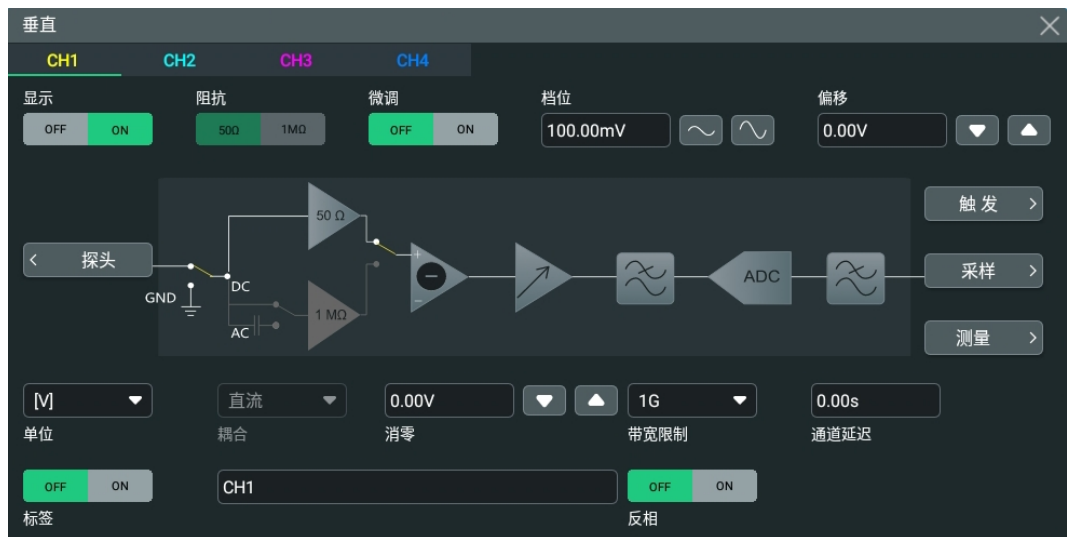 垂直
CH1 CH2 CH3 CH4
显示 阻抗 微调 档位 偏移
OFF ON 50Ω 1MΩ OFF ON 100.00mV 0.00V
50 Ω
触 发
探头
DC
GND
1 MΩ
AC
+
−
ADC
采样
测量
[V] 直流 0.00V 1G 0.00s
单位 耦合 消零 带宽限制 通道延迟
OFF ON CH1 OFF ON
标签 反相